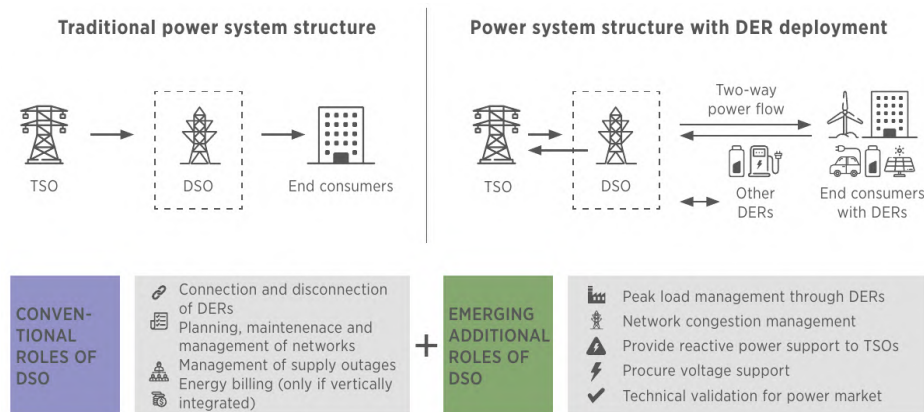 Traditional power system structure
TSO
DSO
End consumers
Power system structure with DER deployment
Two-way
power flow
TSO
DSO
Other
DERs
End consumers
with DERs
CONVEN-
TIONAL
ROLES OF
DSO
Connection and disconnection
of DERs
Planning, maintenenace and
management of networks
Management of supply outages
Energy billing (only if vertically
integrated)
+
EMERGING
ADDITIONAL
ROLES OF
DSO
Peak load management through DERs
Network congestion management
Provide reactive power support to TSOs
Procure voltage support
Technical validation for power market